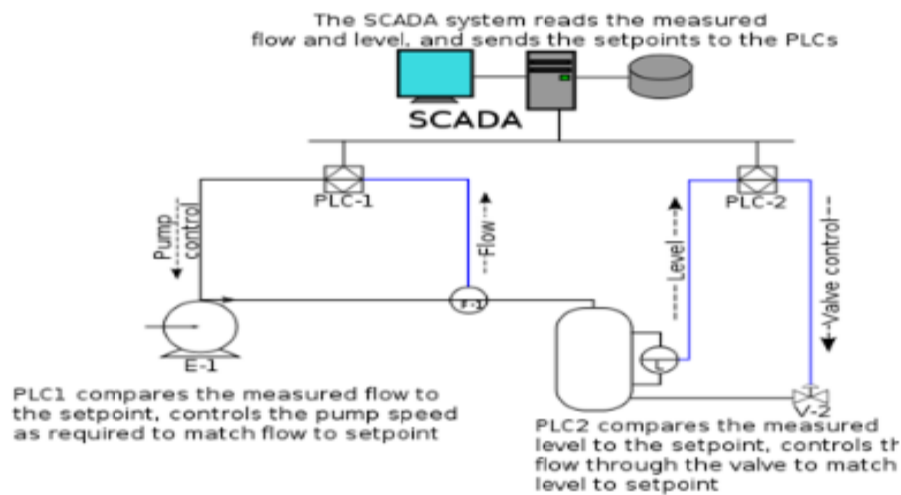 The SCADA system reads the measured
flow and level, and sends the setpoints to the PLCs
SCADA
PLC-1
PLC-2
Pump
control
Flow
Level
Valve control
F-1
L
E-1
V-2
PLC1 compares the measured flow to
the setpoint, controls the pump speed
as required to match flow to setpoint
PLC2 compares the measured
level to the setpoint, controls th
flow through the valve to match
level to setpoint